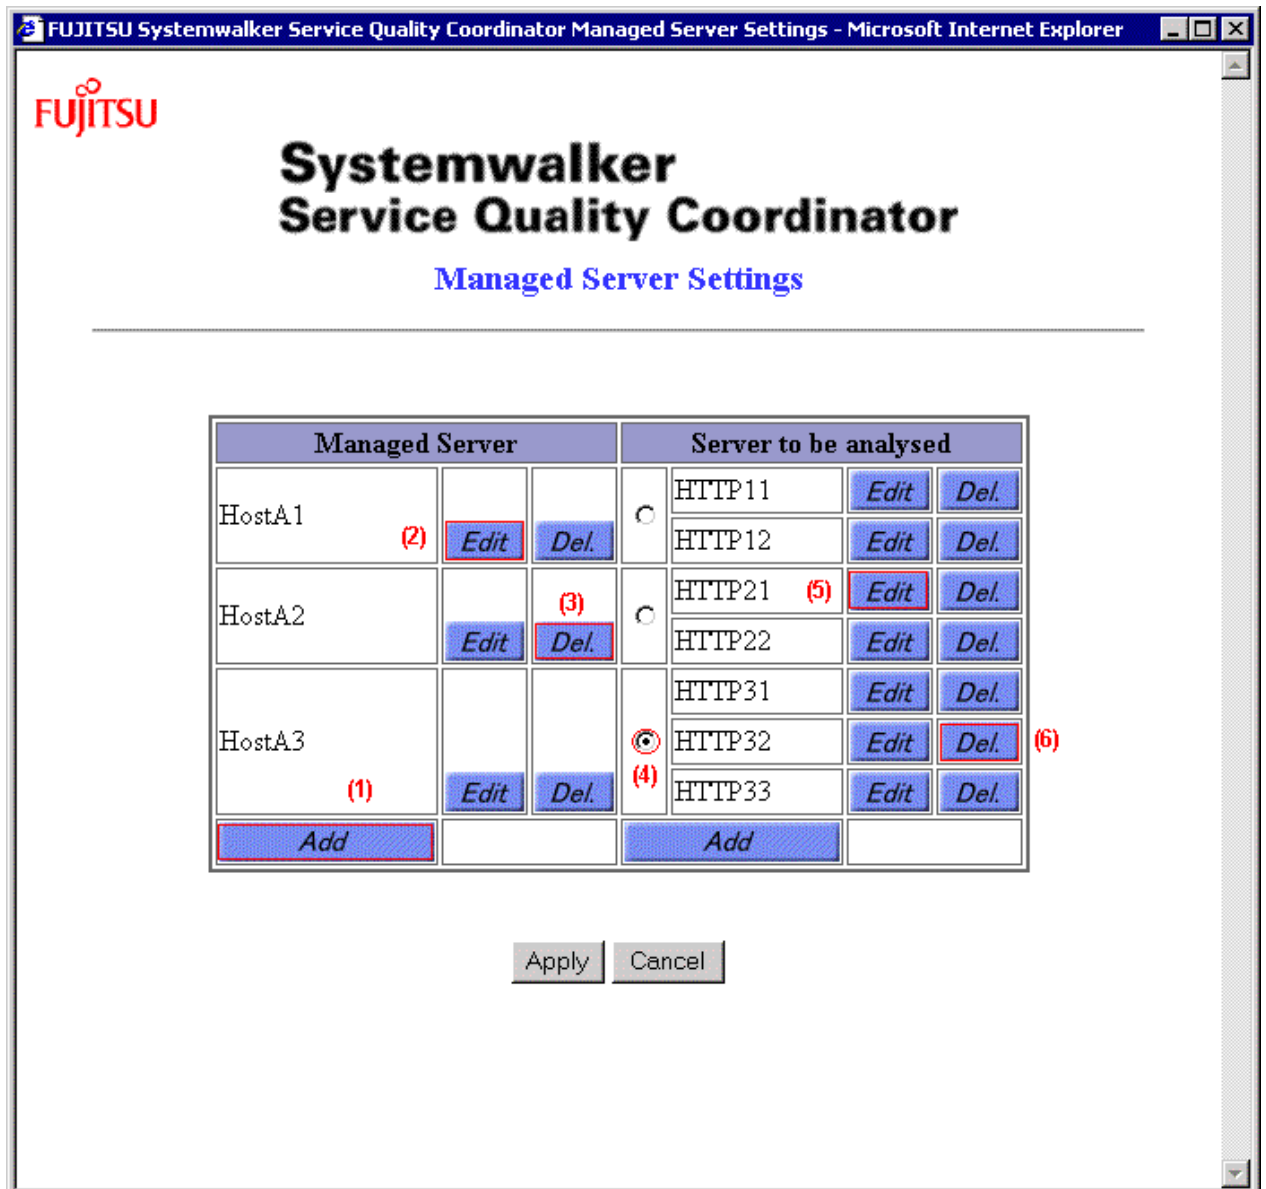 FUJITSU Systemwalker Service Quality Coordinator Managed Server Settings - Microsoft Internet Explorer
FUJITSU
Systemwalker
Service Quality Coordinator
Managed Server Settings
Managed Server Server to be analysed
HostA1 (2) Edit Del. HTTP11 Edit Del.
HTTP12 Edit Del.
HostA2 Edit (3) Del. HTTP21 (5) Edit Del.
HTTP22 Edit Del.
HostA3 (1) Edit Del. (4) HTTP31 Edit Del.
HTTP32 Edit Del. (6)
HTTP33 Edit Del.
Add Add
Apply Cancel